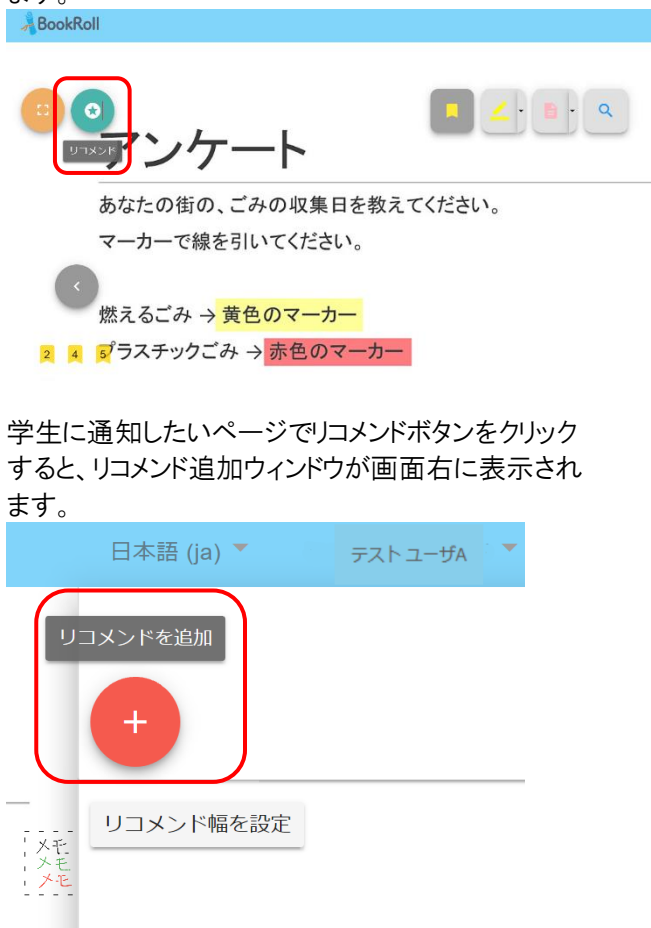 ます。
BookRoll
リコメンド
アンケート
あなたの街の、ごみの収集日を教えてください。
マーカーで線を引いてください。
燃えるごみ → 黄色のマーカー
2 4 5
プラスチックごみ → 赤色のマーカー
学生に通知したいページでリコメンドボタンをクリック
すると、リコメンド追加ウィンドウが画面右に表示され
ます。
日本語 (ja)
テスト ユーザA
リコメンドを追加
リコメンド幅を設定
メモ
メモ
メモ